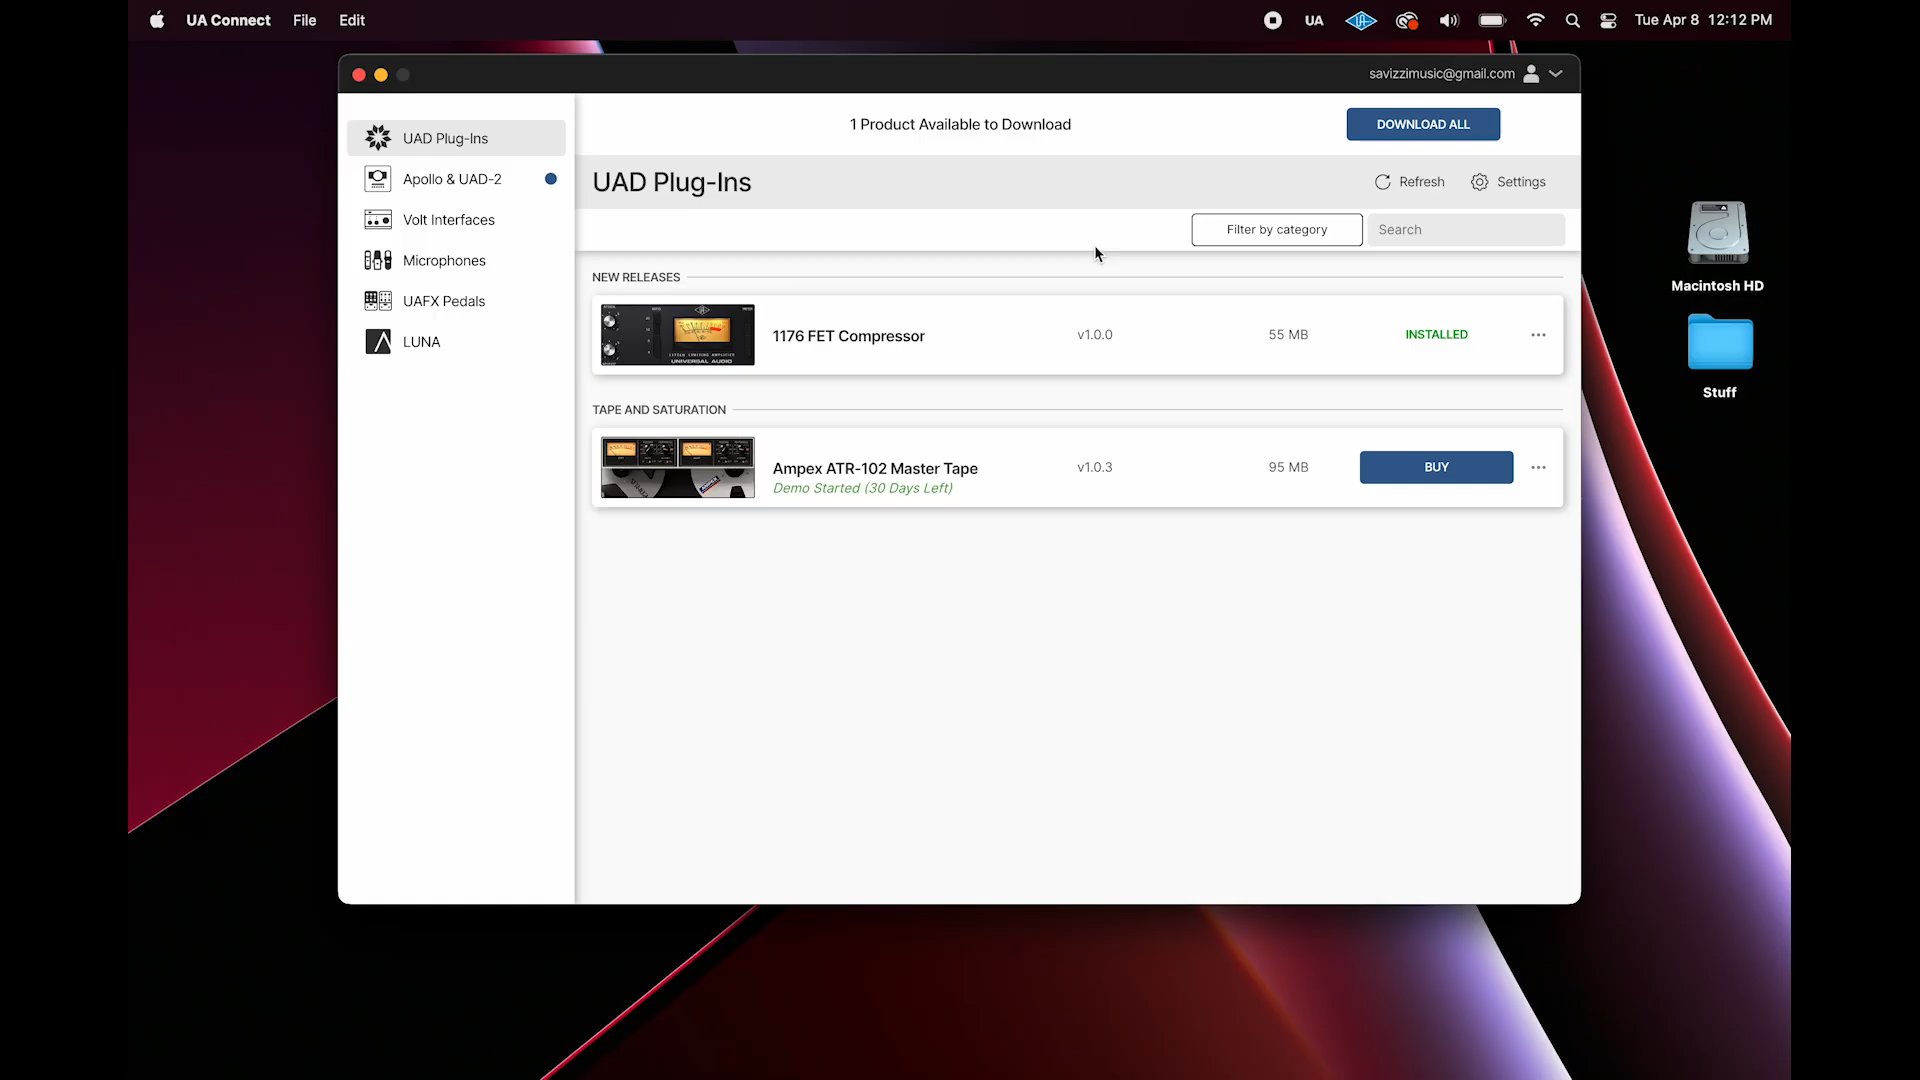 UA Connect File Edit UA Tue Apr 8 12:12 PM
savizzimusic@gmail.com
1 Product Available to Download DOWNLOAD ALL
UAD Plug-Ins
Apollo & UAD-2
Volt Interfaces
Microphones
UAFX Pedals
LUNA
UAD Plug-Ins Refresh Settings
Filter by category Search
NEW RELEASES
UNIVERSAL AUDIO
1176 FET Compressor v1.0.0 55 MB INSTALLED ...
TAPE AND SATURATION
AMPEX
Ampex ATR-102 Master Tape v1.0.3 95 MB BUY ...
Demo Started (30 Days Left)
Macintosh HD
Stuff